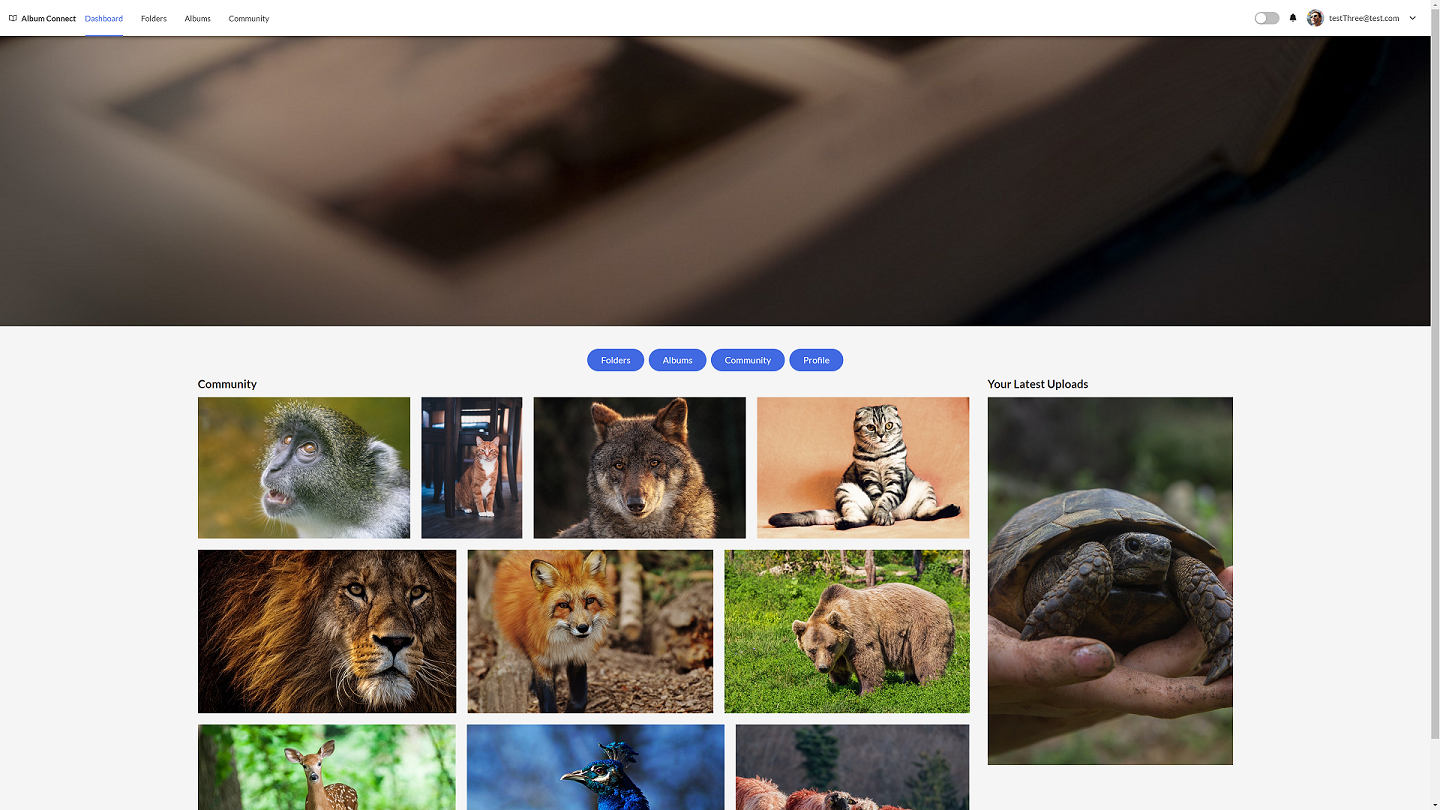 Album Connect Dashboard Folders Albums Community testThree@test.com
Folders Albums Community Profile
Community Your Latest Uploads